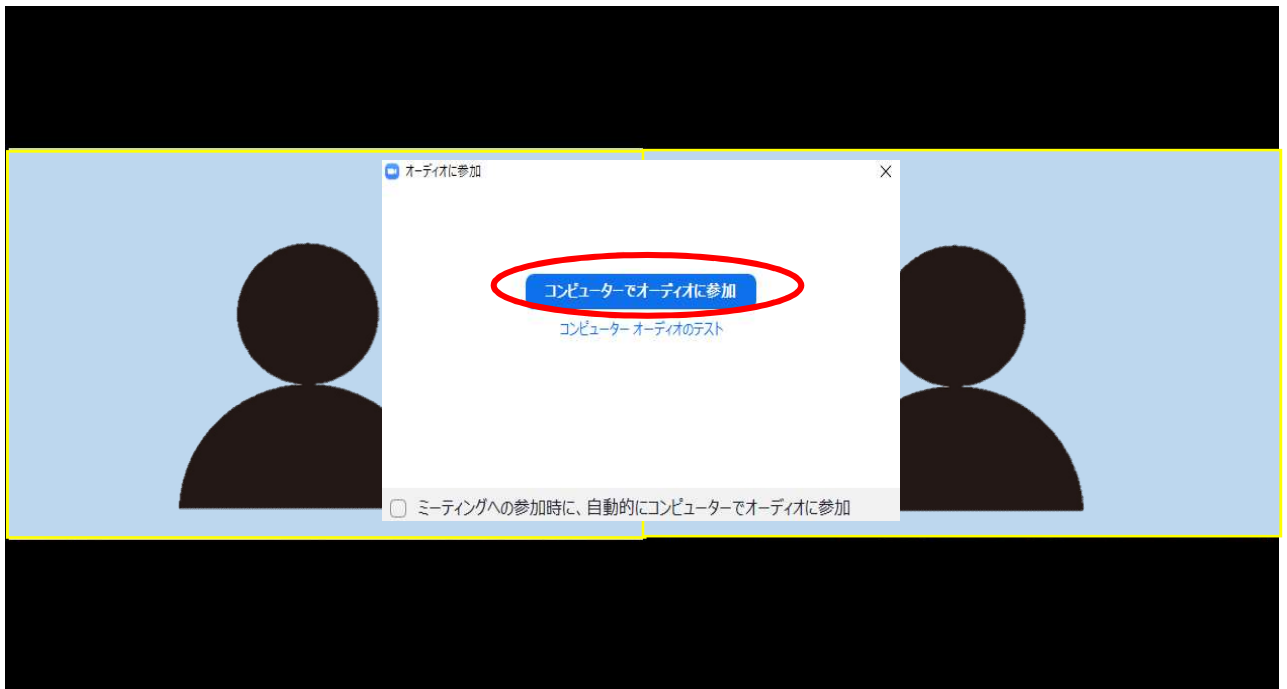 オーディオに参加
コンピューターでオーディオに参加
コンピューター オーディオのテスト
ミーティングへの参加時に、自動的にコンピューターでオーディオに参加